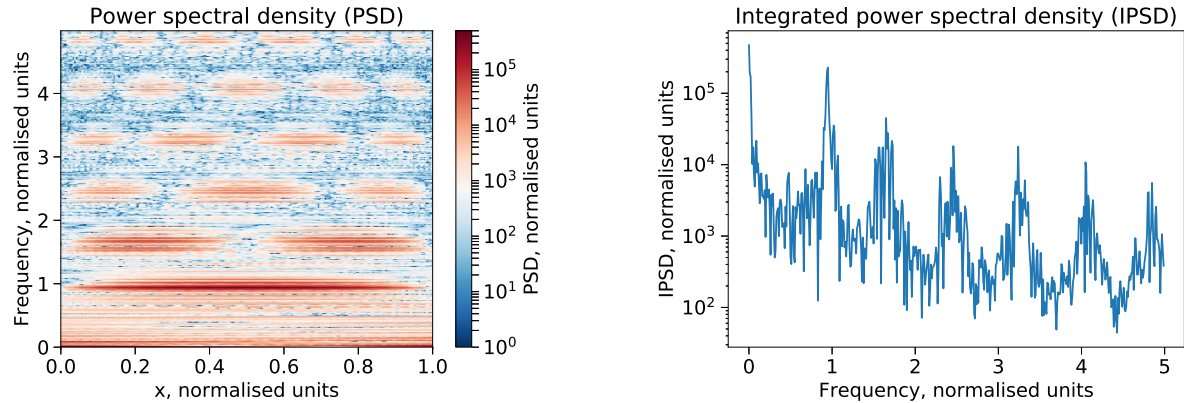 Power spectral density (PSD)
Frequency, normalised units
4
3
2
1
0
0.0 0.2 0.4 0.6 0.8 1.0
x, normalised units
10^5
10^4
10^3
10^2
10^1
10^0
PSD, normalised units
Integrated power spectral density (IPSD)
IPSD, normalised units
10^5
10^4
10^3
10^2
0 1 2 3 4 5
Frequency, normalised units